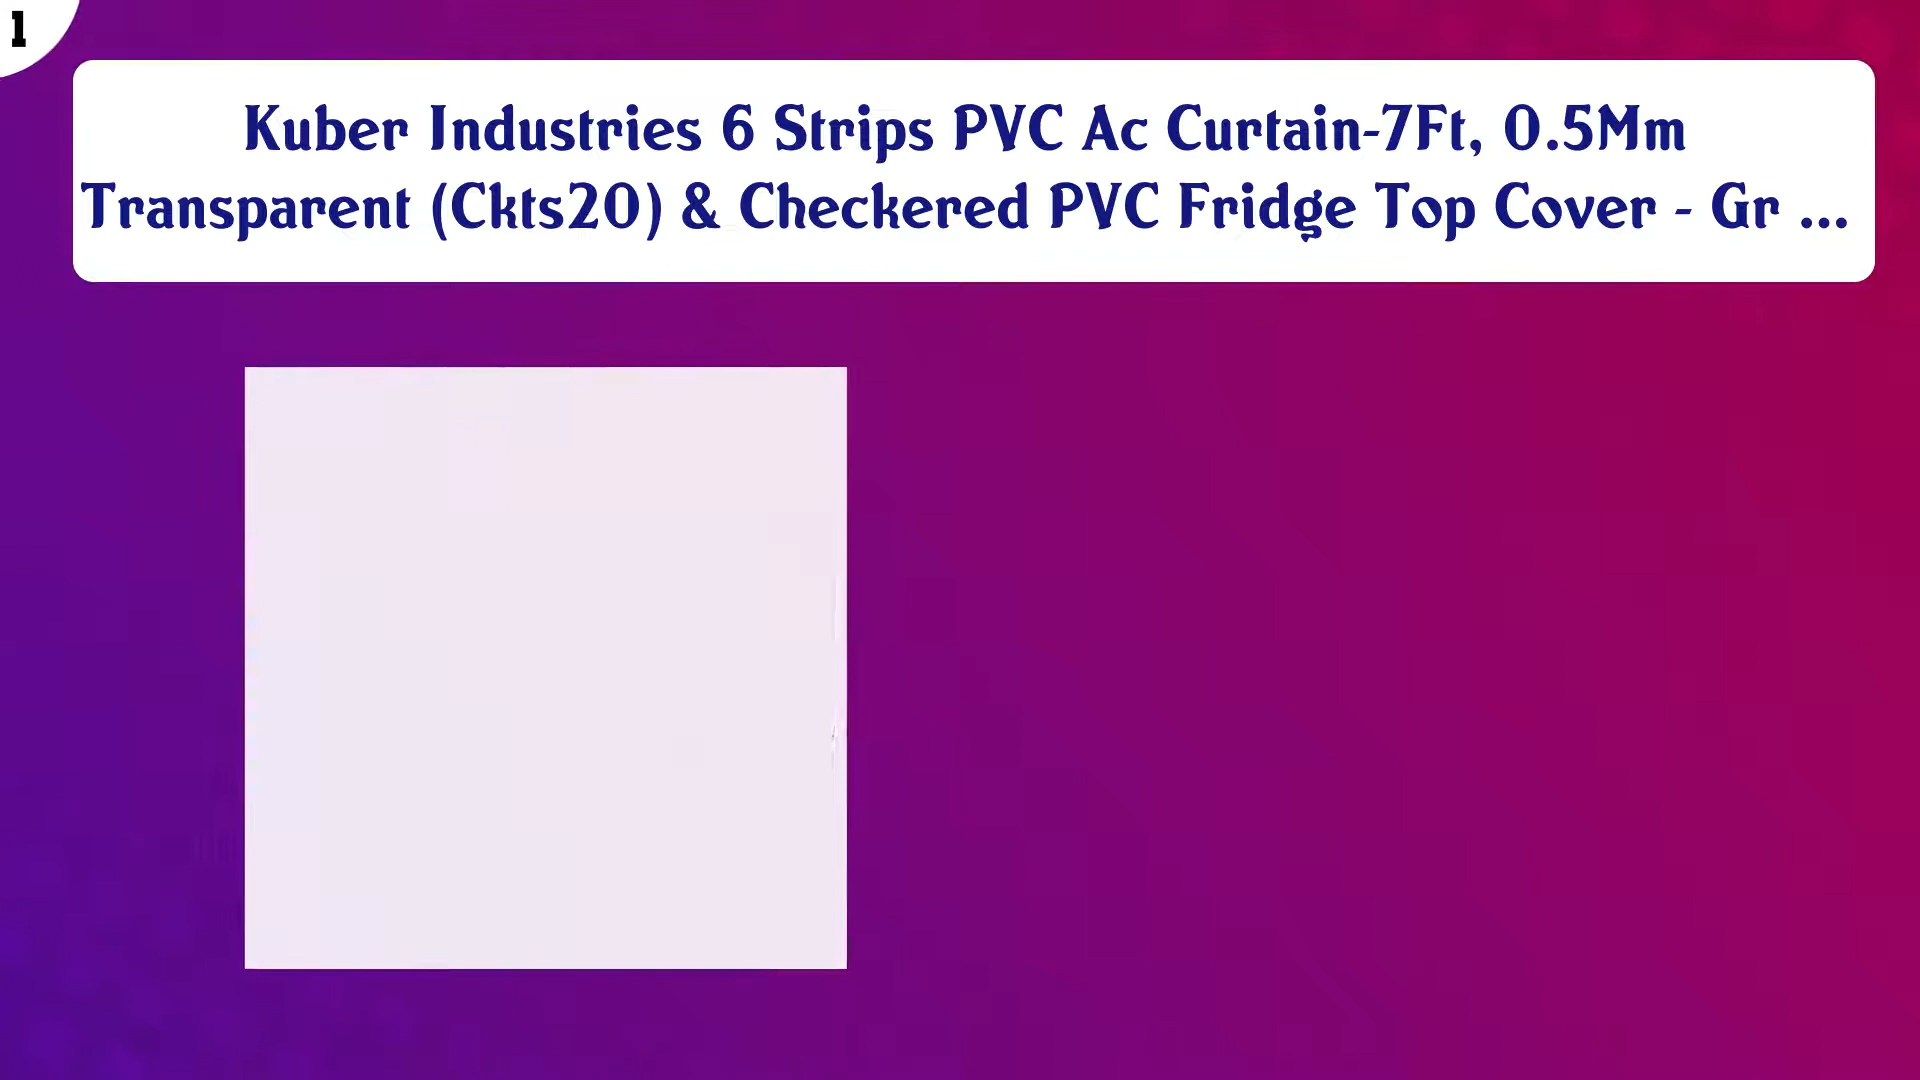 1
Kuber Industries 6 Strips PVC Ac Curtain-7Ft, 0.5Mm
Transparent (Ckts20) & Checkered PVC Fridge Top Cover - Gr ...